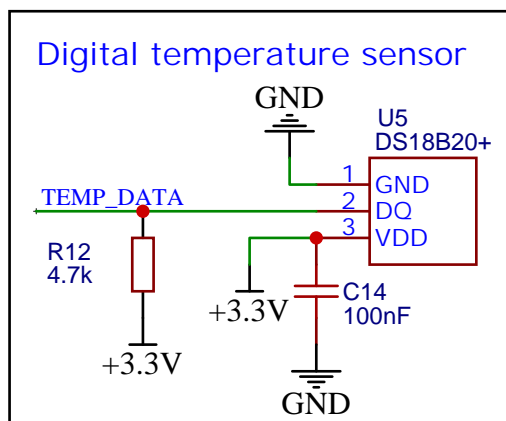 Digital temperature sensor
GND
U5
DS18B20+
1 GND
TEMP_DATA
2 DQ
3 VDD
R12
4.7k
+3.3V
C14
100nF
+3.3V
GND